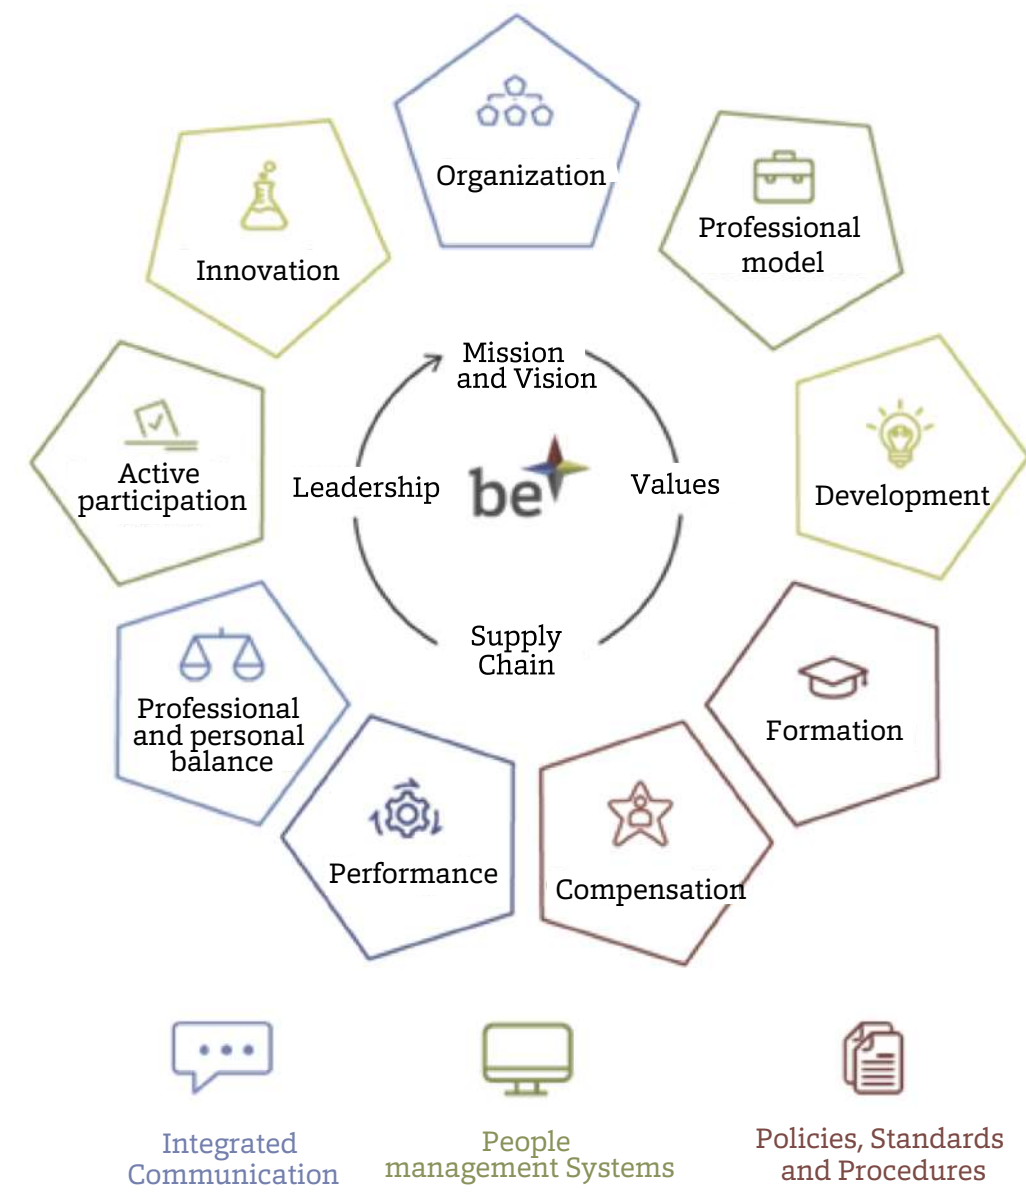 Organization
Professional
model
Innovation
Mission
and Vision
Active
participation
Leadership
be
Values
Development
Supply
Chain
Professional
and personal
balance
Formation
Performance
Compensation
Integrated
Communication
People
management Systems
Policies, Standards
and Procedures